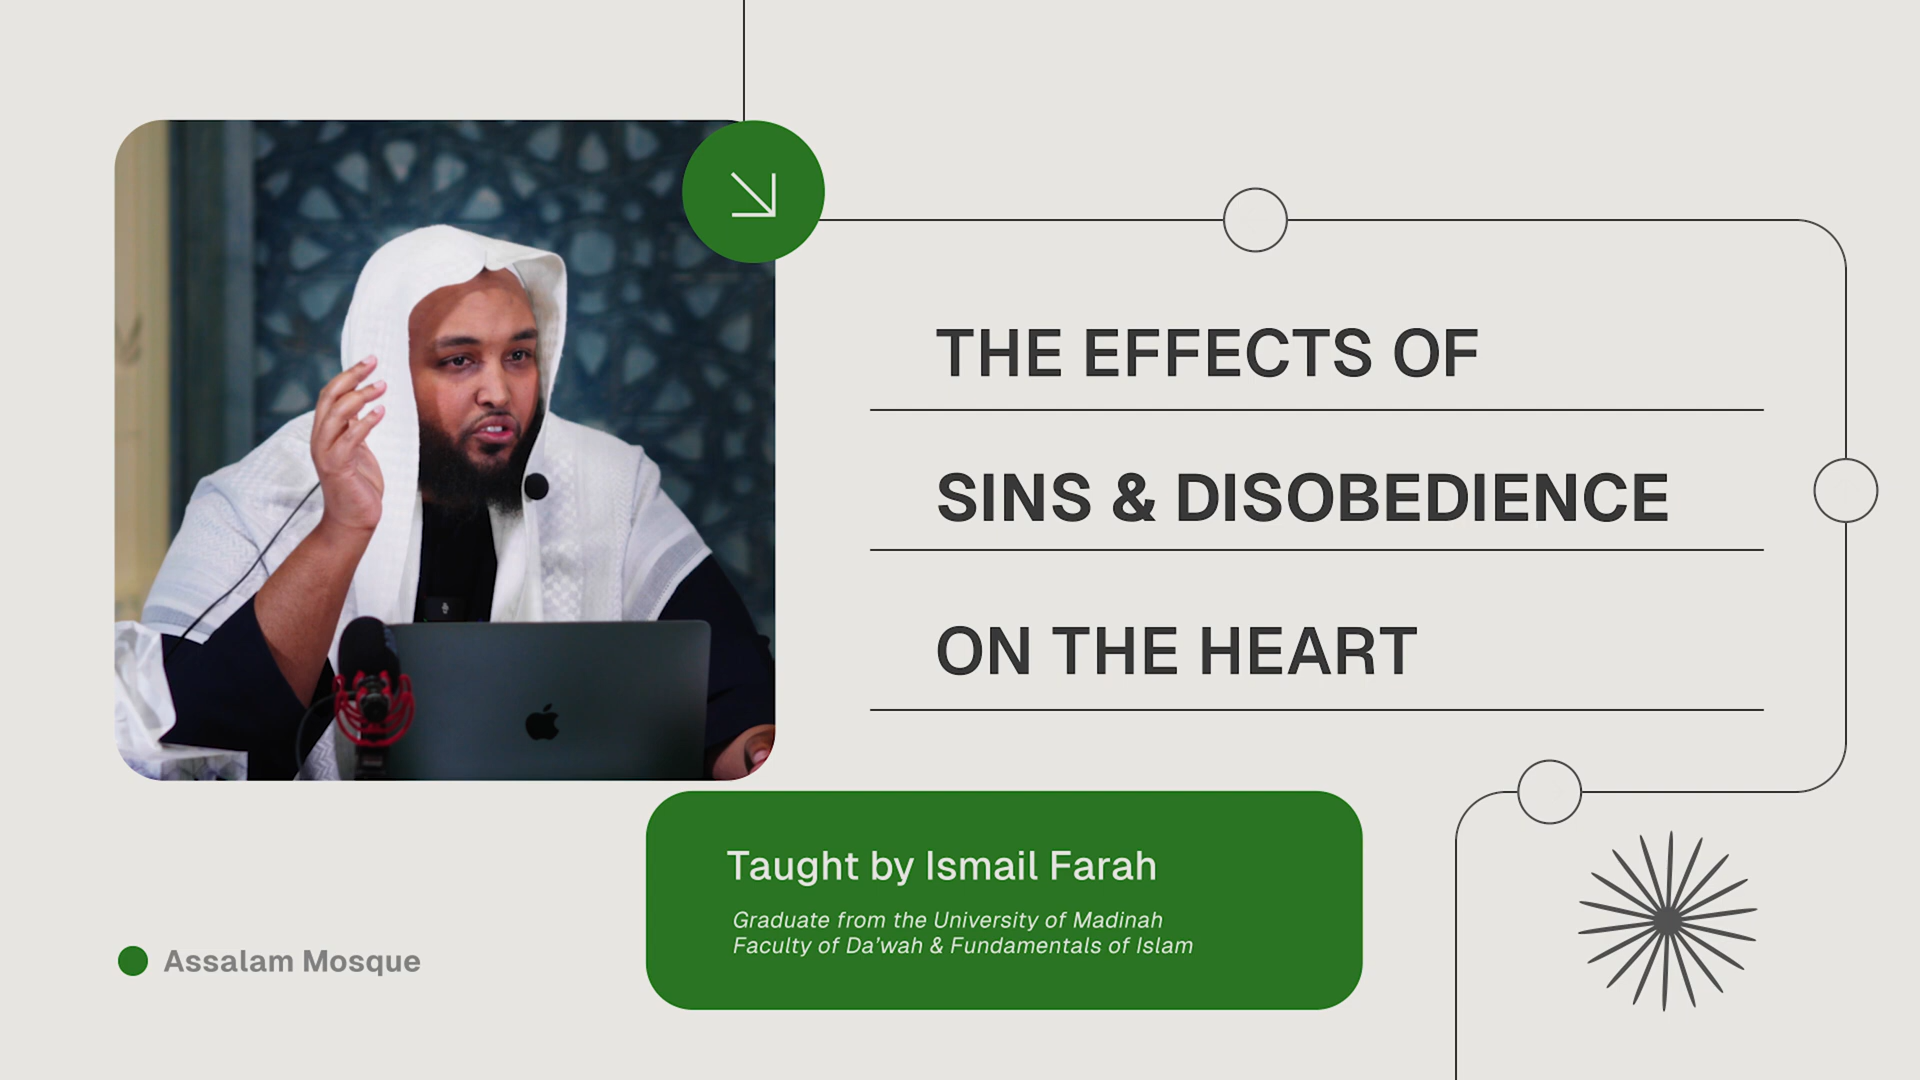 THE EFFECTS OF
SINS & DISOBEDIENCE
ON THE HEART
Taught by Ismail Farah
Graduate from the University of Madinah
Faculty of Da’wah & Fundamentals of Islam
Assalam Mosque